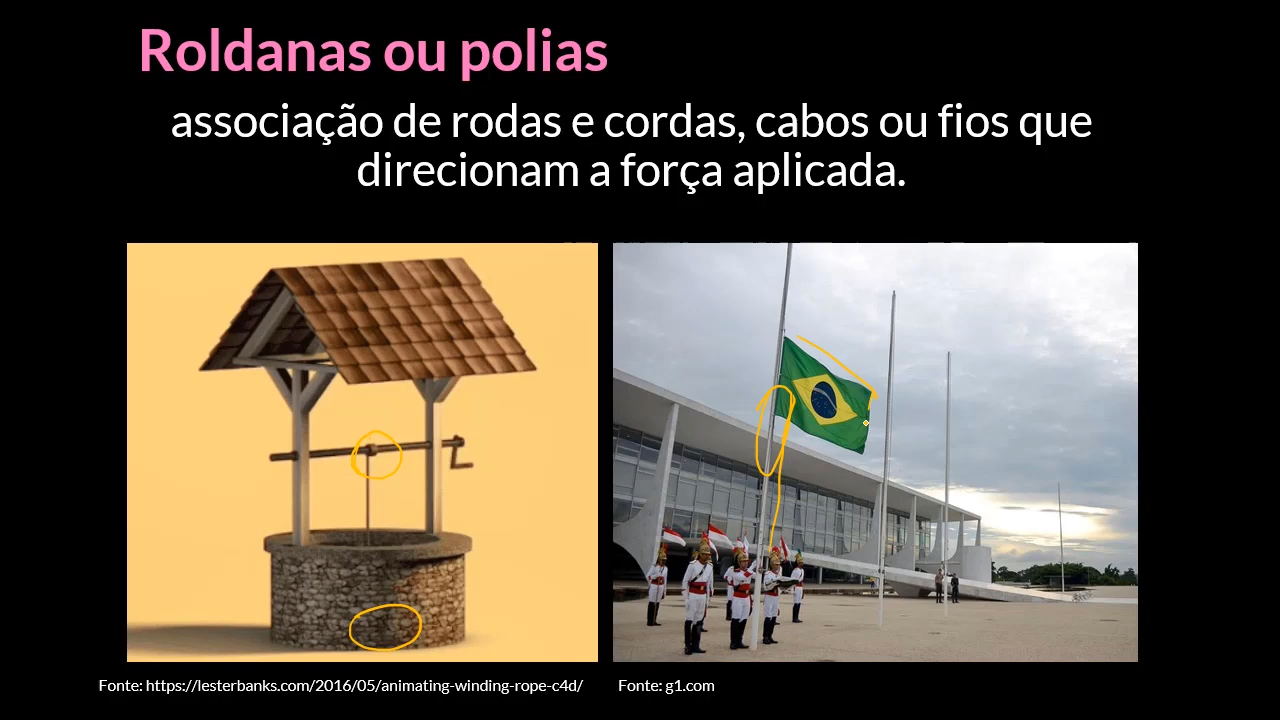 Roldanas ou polias
associação de rodas e cordas, cabos ou fios que
direcionam a força aplicada.
Fonte: https://lesterbanks.com/2016/05/animating-winding-rope-c4d/
Fonte: g1.com